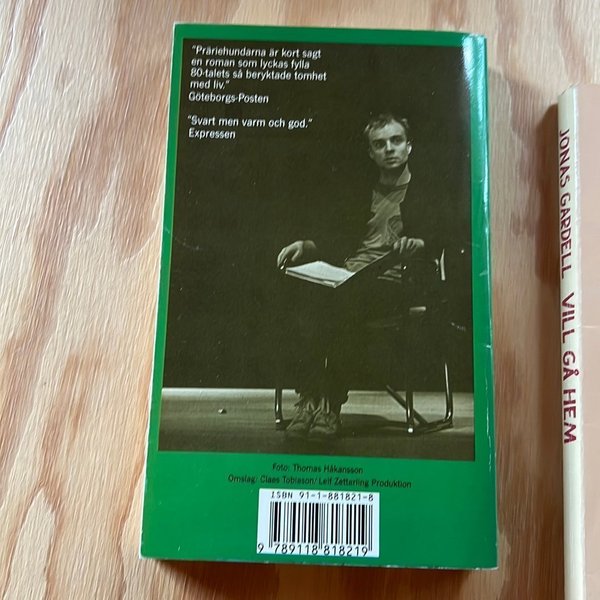 "Präriehundarna är kort sagt
en roman som lyckas fylla
80-talets så beryktade tomhet
med liv."
Göteborgs-Posten
"Svart men varm och god."
Expressen
Foto: Thomas Håkansson
Omslag: Claes Tobiason/ Leif Zetterling Produktion
ISBN 91-1-881821-8
9 789118 818219
JONAS GARDELL VILL GÅ HEM